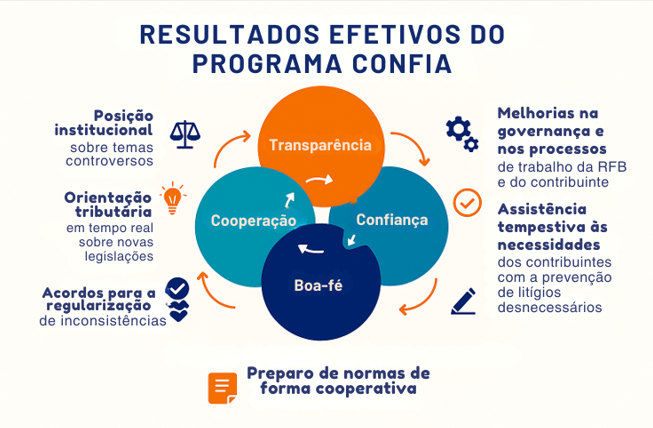 RESULTADOS EFETIVOS DO
PROGRAMA CONFIA
Posição
institucional
sobre temas
controversos
Orientação
tributária
em tempo real
sobre novas
legislações
Acordos para a
regularização
de inconsistências
Transparência
Cooperação
Confiança
Boa-fé
Melhorias na
governança e
nos processos
de trabalho da RFB
e do contribuinte
Assistência
tempestiva às
necessidades
dos contribuintes
com a prevenção
de litígios
desnecessários
Preparo de normas de
forma cooperativa